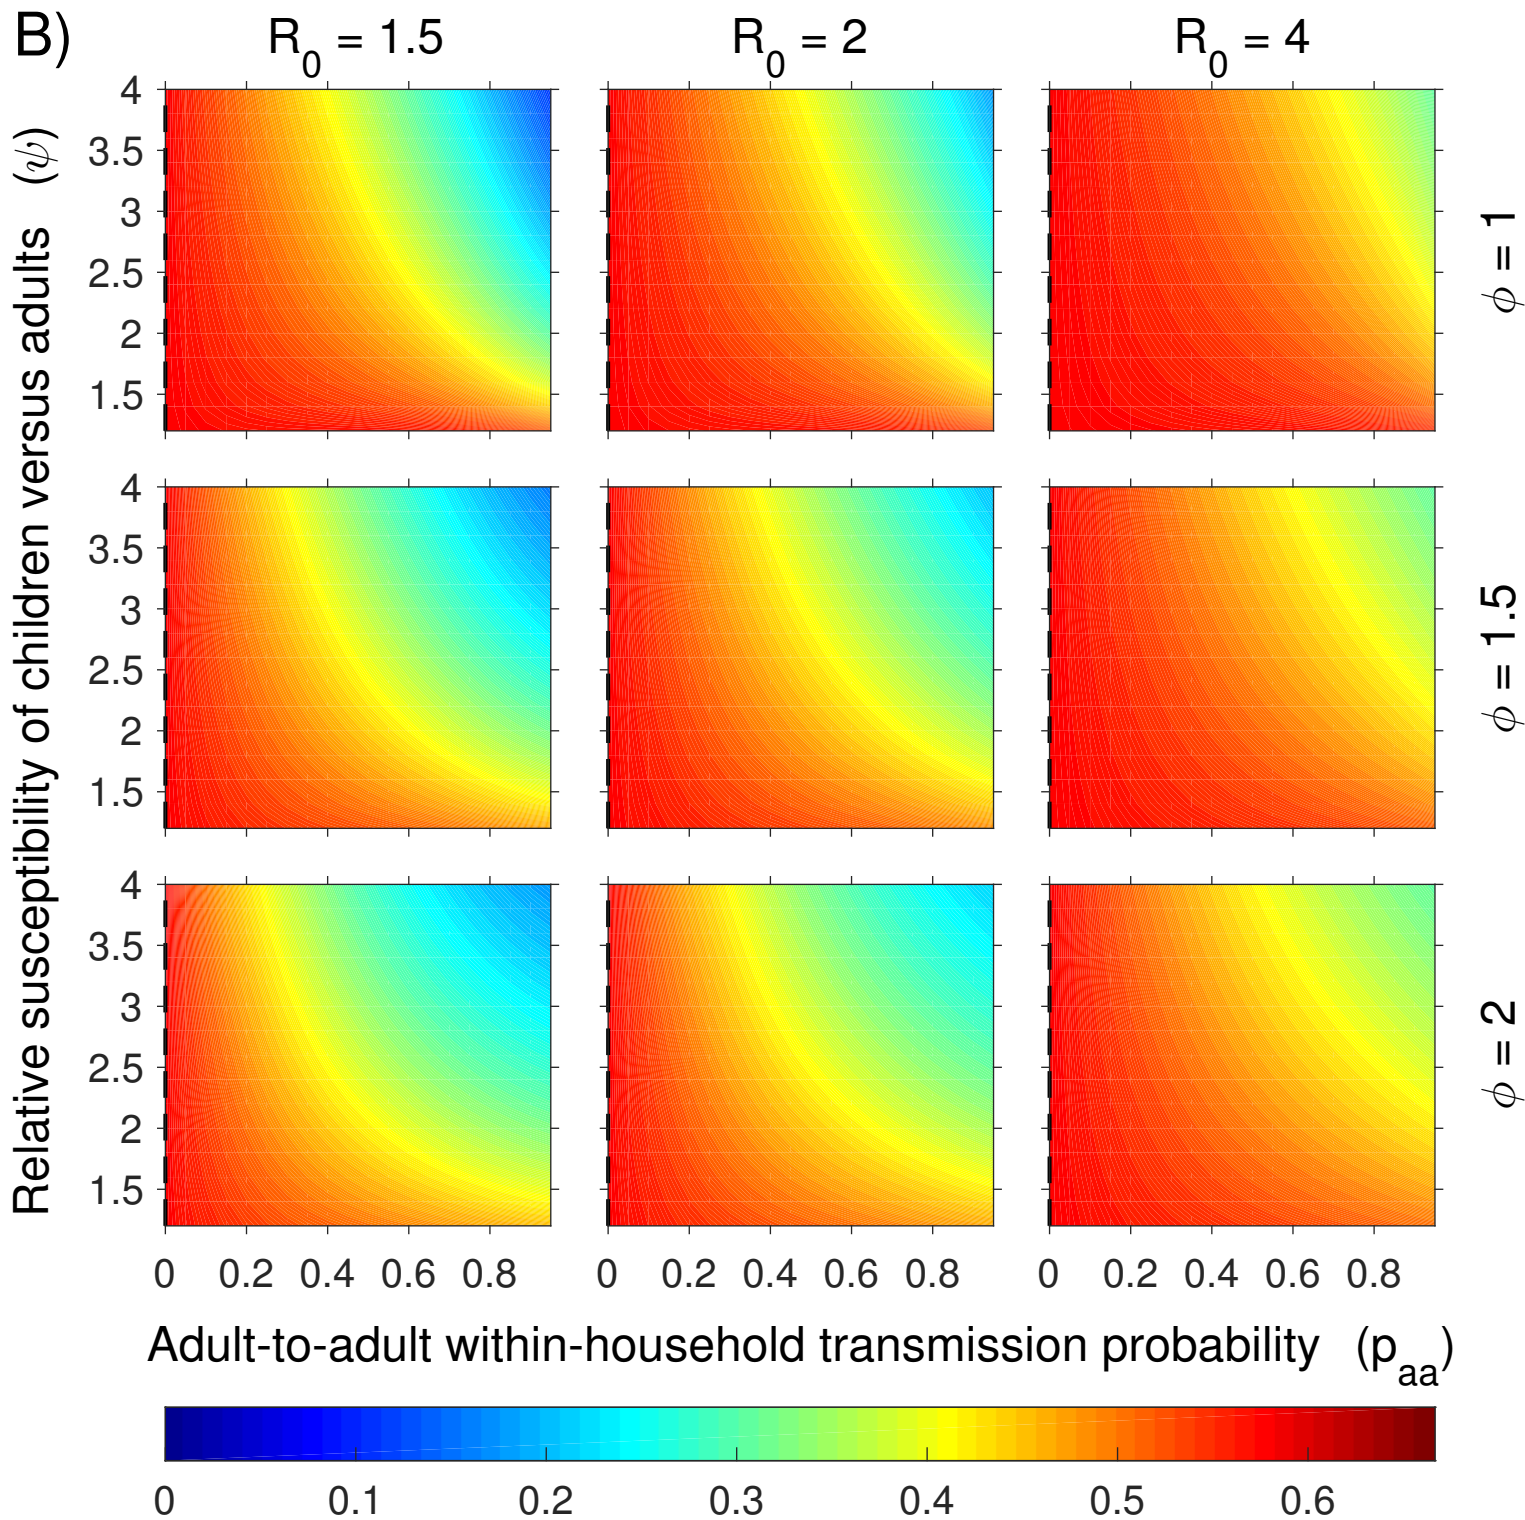 B)
R0 = 1.5 R0 = 2 R0 = 4
4
3.5
3
2.5
2
1.5
ϕ = 1
4
3.5
3
2.5
2
1.5
ϕ = 1.5
4
3.5
3
2.5
2
1.5
ϕ = 2
Relative susceptibility of children versus adults (ψ)
0 0.2 0.4 0.6 0.8 0 0.2 0.4 0.6 0.8 0 0.2 0.4 0.6 0.8
Adult-to-adult within-household transmission probability (paa)
0 0.1 0.2 0.3 0.4 0.5 0.6